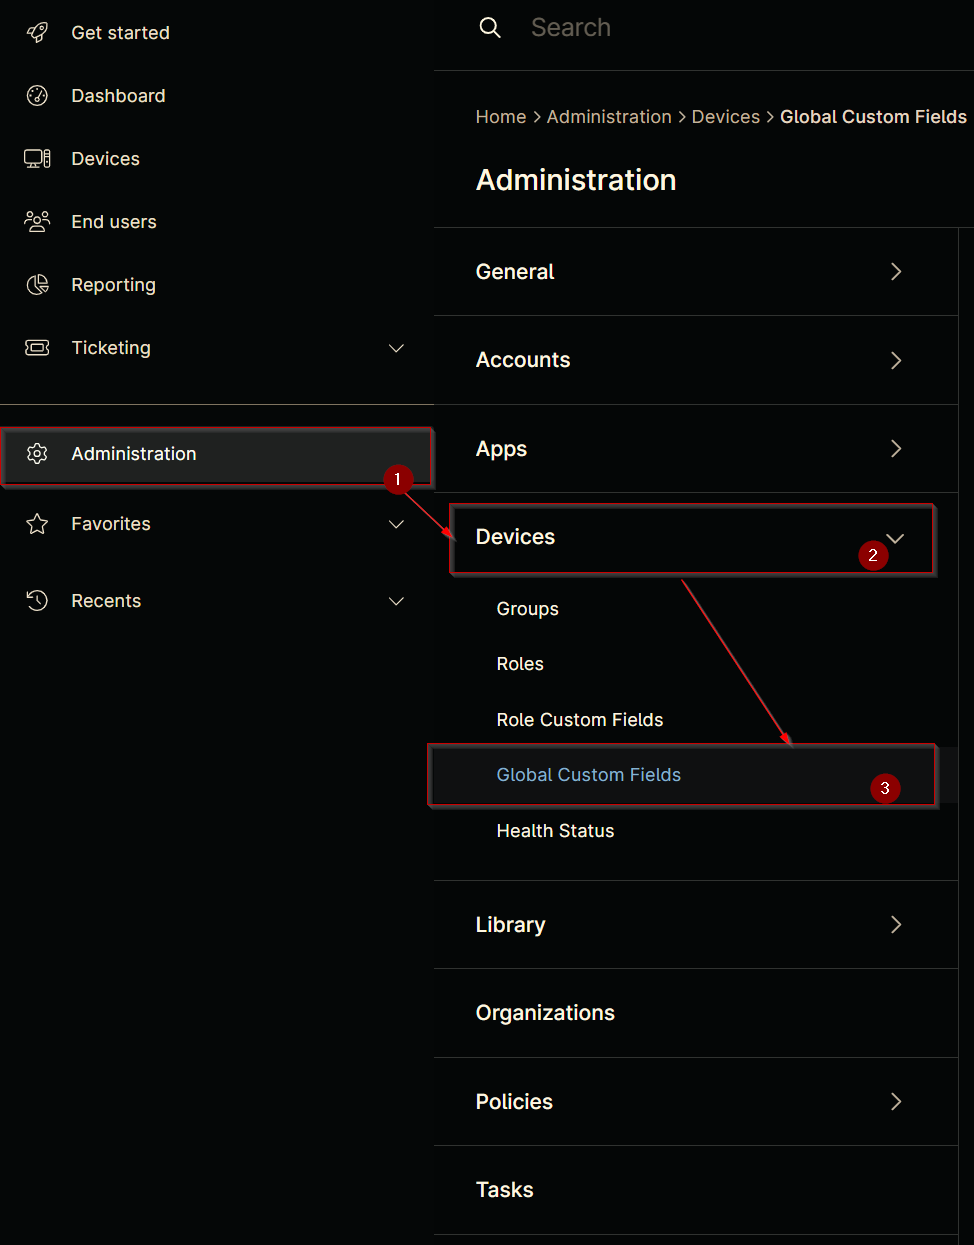 Get started
Dashboard
Devices
End users
Reporting
Ticketing
Administration
1
Favorites
Recents
Search
Home > Administration > Devices > Global Custom Fields
Administration
General
Accounts
Apps
Devices
2
Groups
Roles
Role Custom Fields
Global Custom Fields
3
Health Status
Library
Organizations
Policies
Tasks